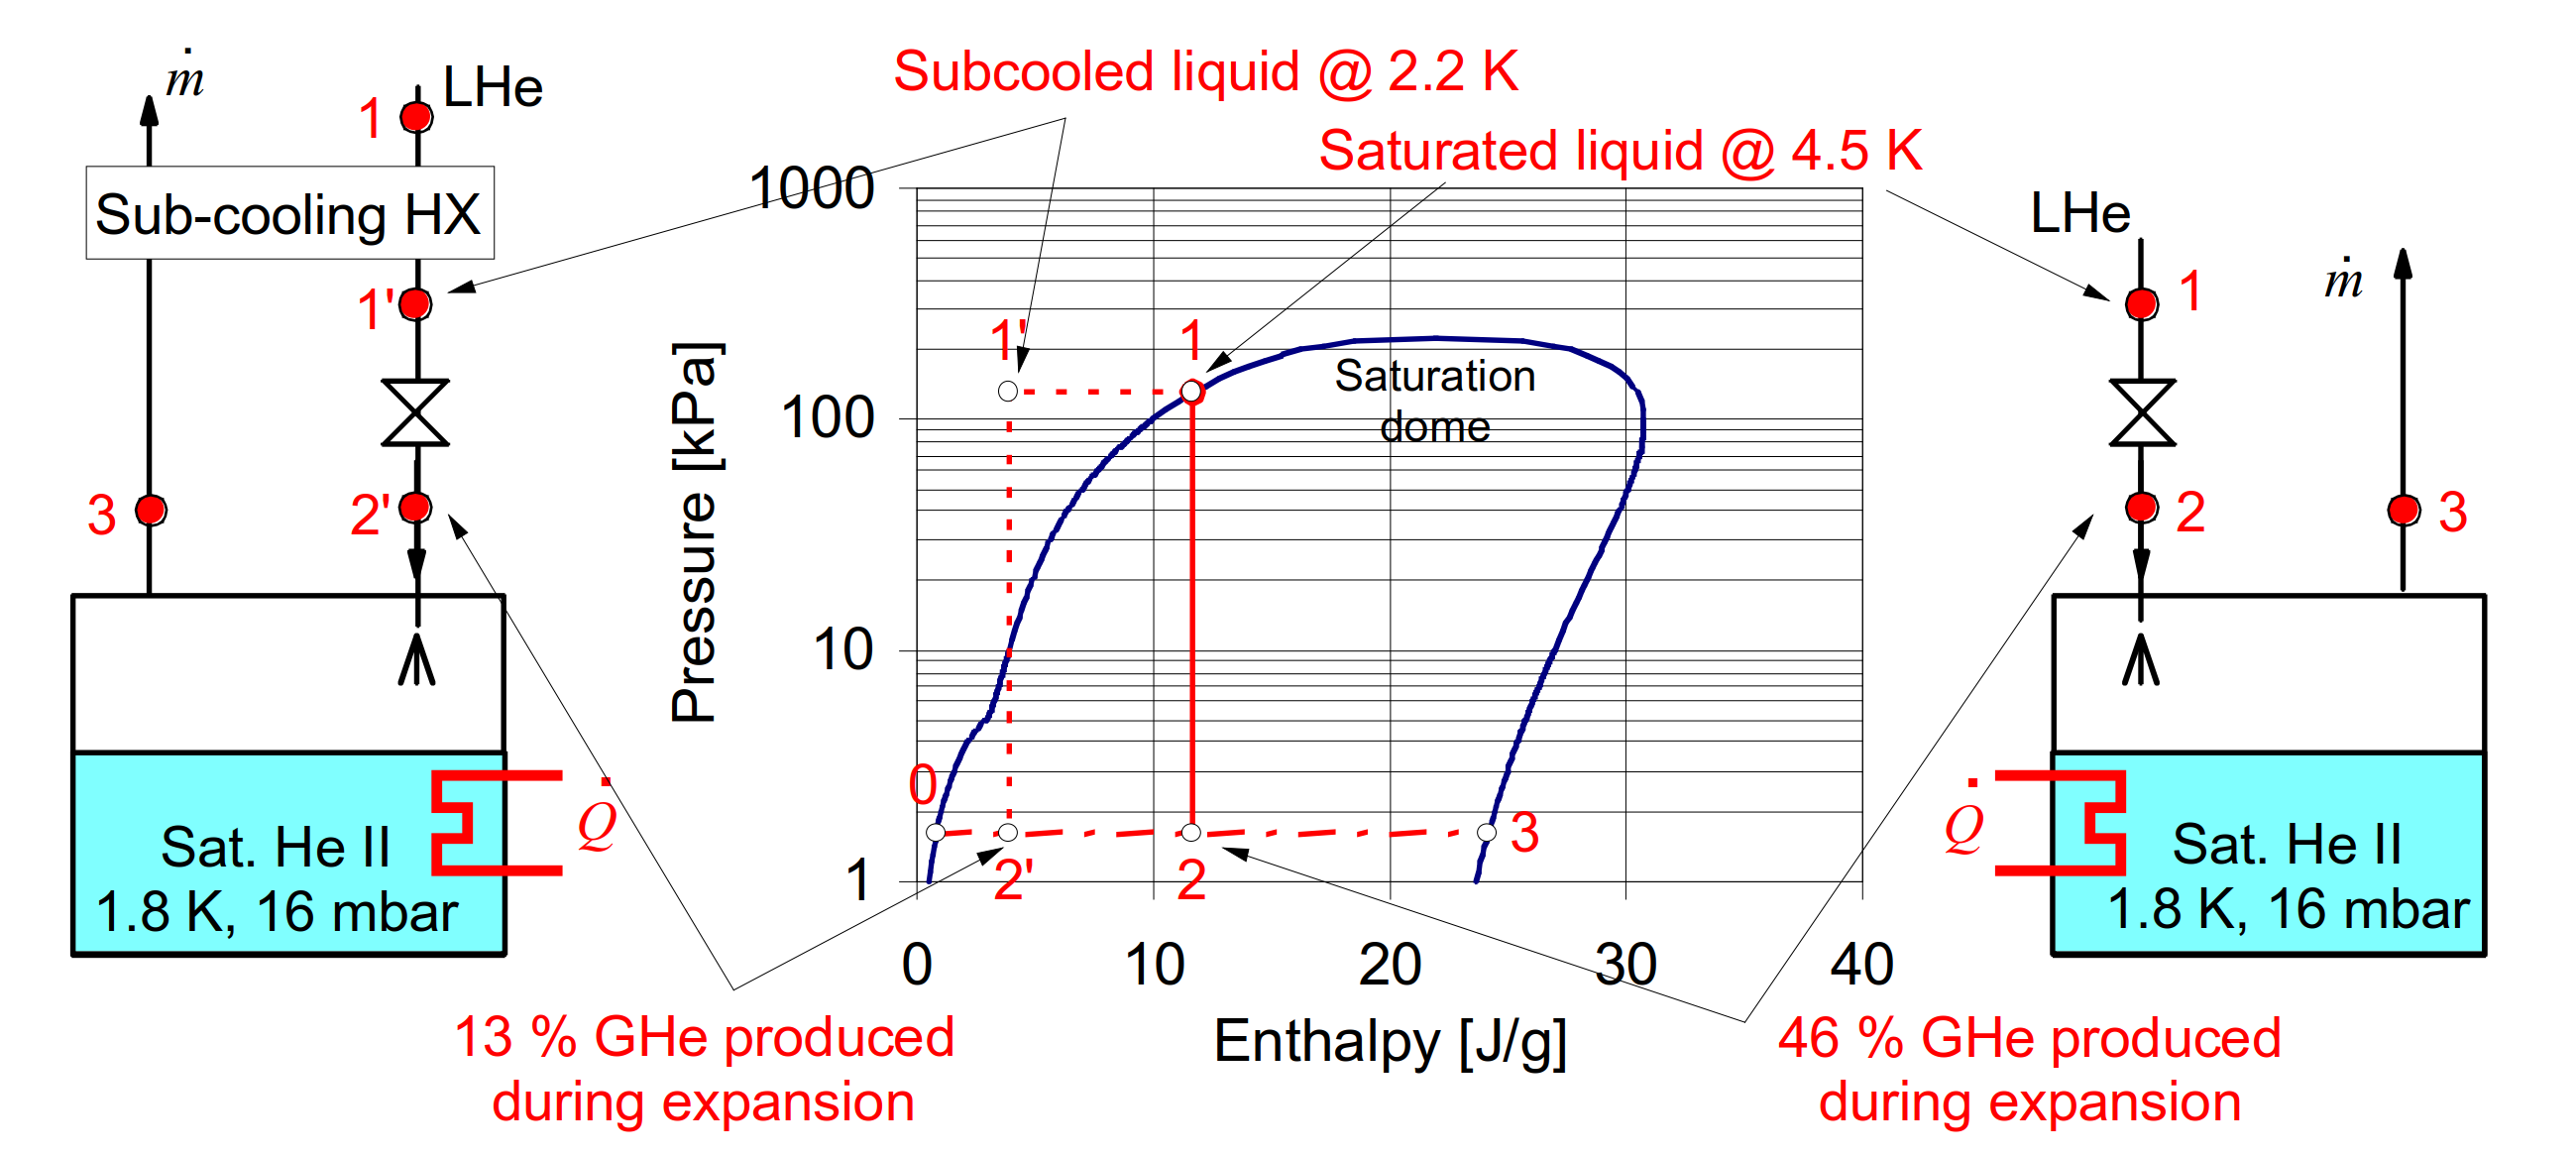 ṁ
LHe
1
Sub-cooling HX
1'
3
2'
Q̇
Sat. He II
1.8 K, 16 mbar
13 % GHe produced
during expansion
Subcooled liquid @ 2.2 K
Saturated liquid @ 4.5 K
Pressure [kPa]
1000
100
10
1
1'
1
Saturation
dome
0
2'
2
3
0
10
20
30
40
Enthalpy [J/g]
LHe
1
ṁ
2
3
Q̇
Sat. He II
1.8 K, 16 mbar
46 % GHe produced
during expansion